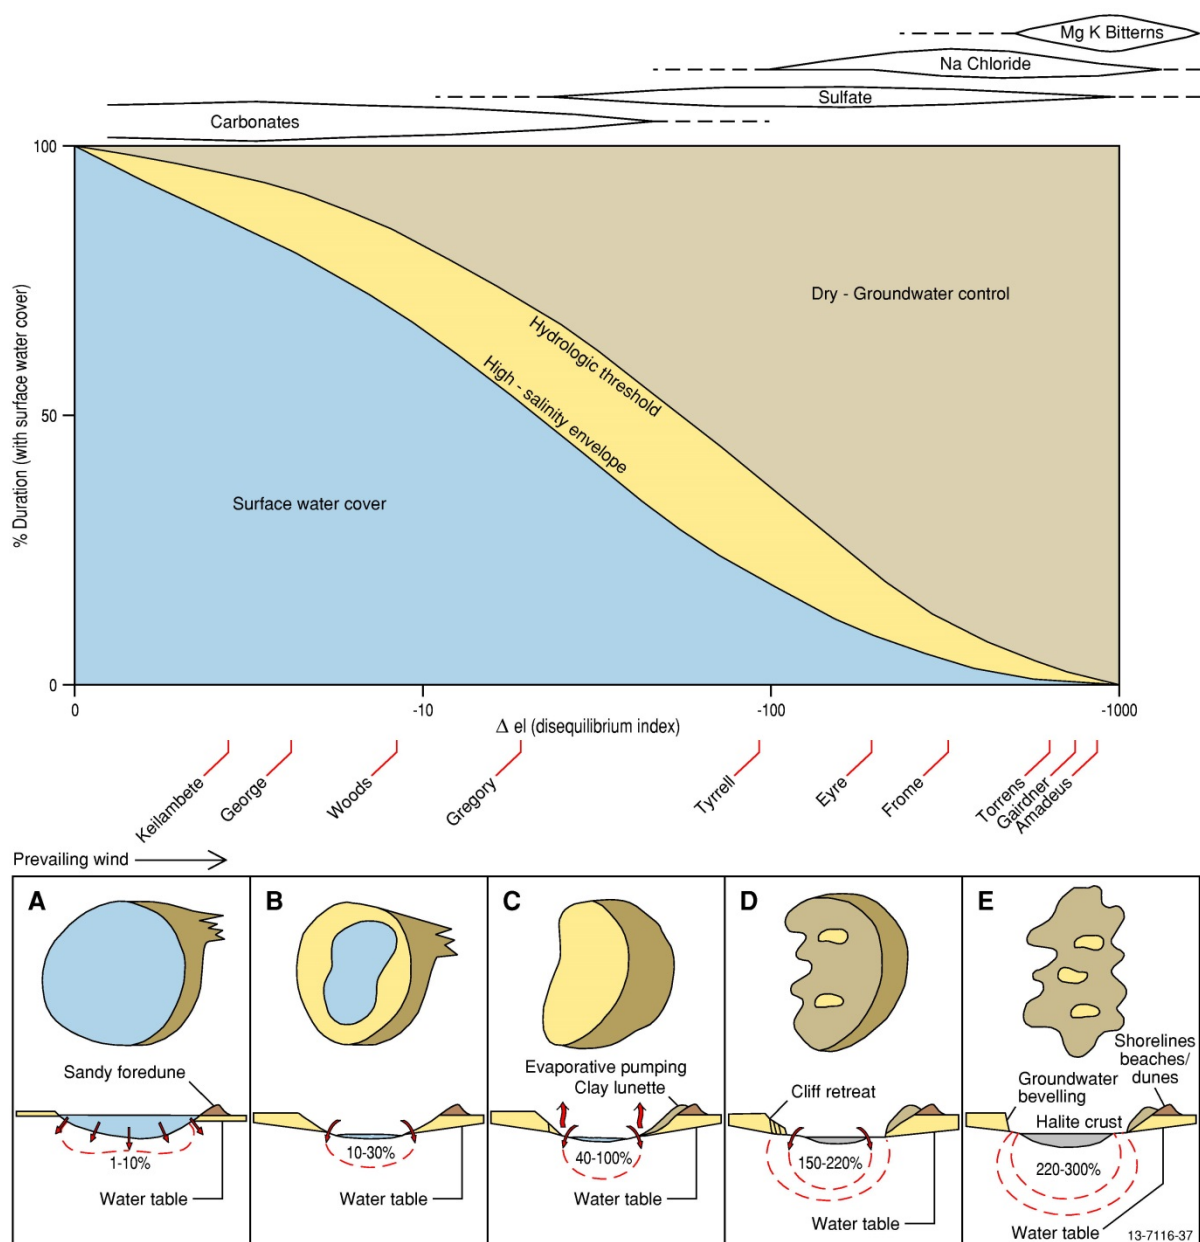 Mg K Bitterns
Na Chloride
Sulfate
Carbonates
100
50
0
% Duration (with surface water cover)
Dry - Groundwater control
Hydrologic threshold
High - salinity envelope
Surface water cover
0
-10
-100
-1000
Δ el (disequilibrium index)
Keilambete
George
Woods
Gregory
Tyrrell
Eyre
Frome
Torrens
Gairdner
Amadeus
Prevailing wind
A
Sandy foredune
1-10%
Water table
B
10-30%
Water table
C
Evaporative pumping
Clay lunette
40-100%
Water table
D
Cliff retreat
150-220%
Water table
E
Shorelines
beaches/
dunes
Groundwater
bevelling
Halite crust
220-300%
Water table
13-7116-37